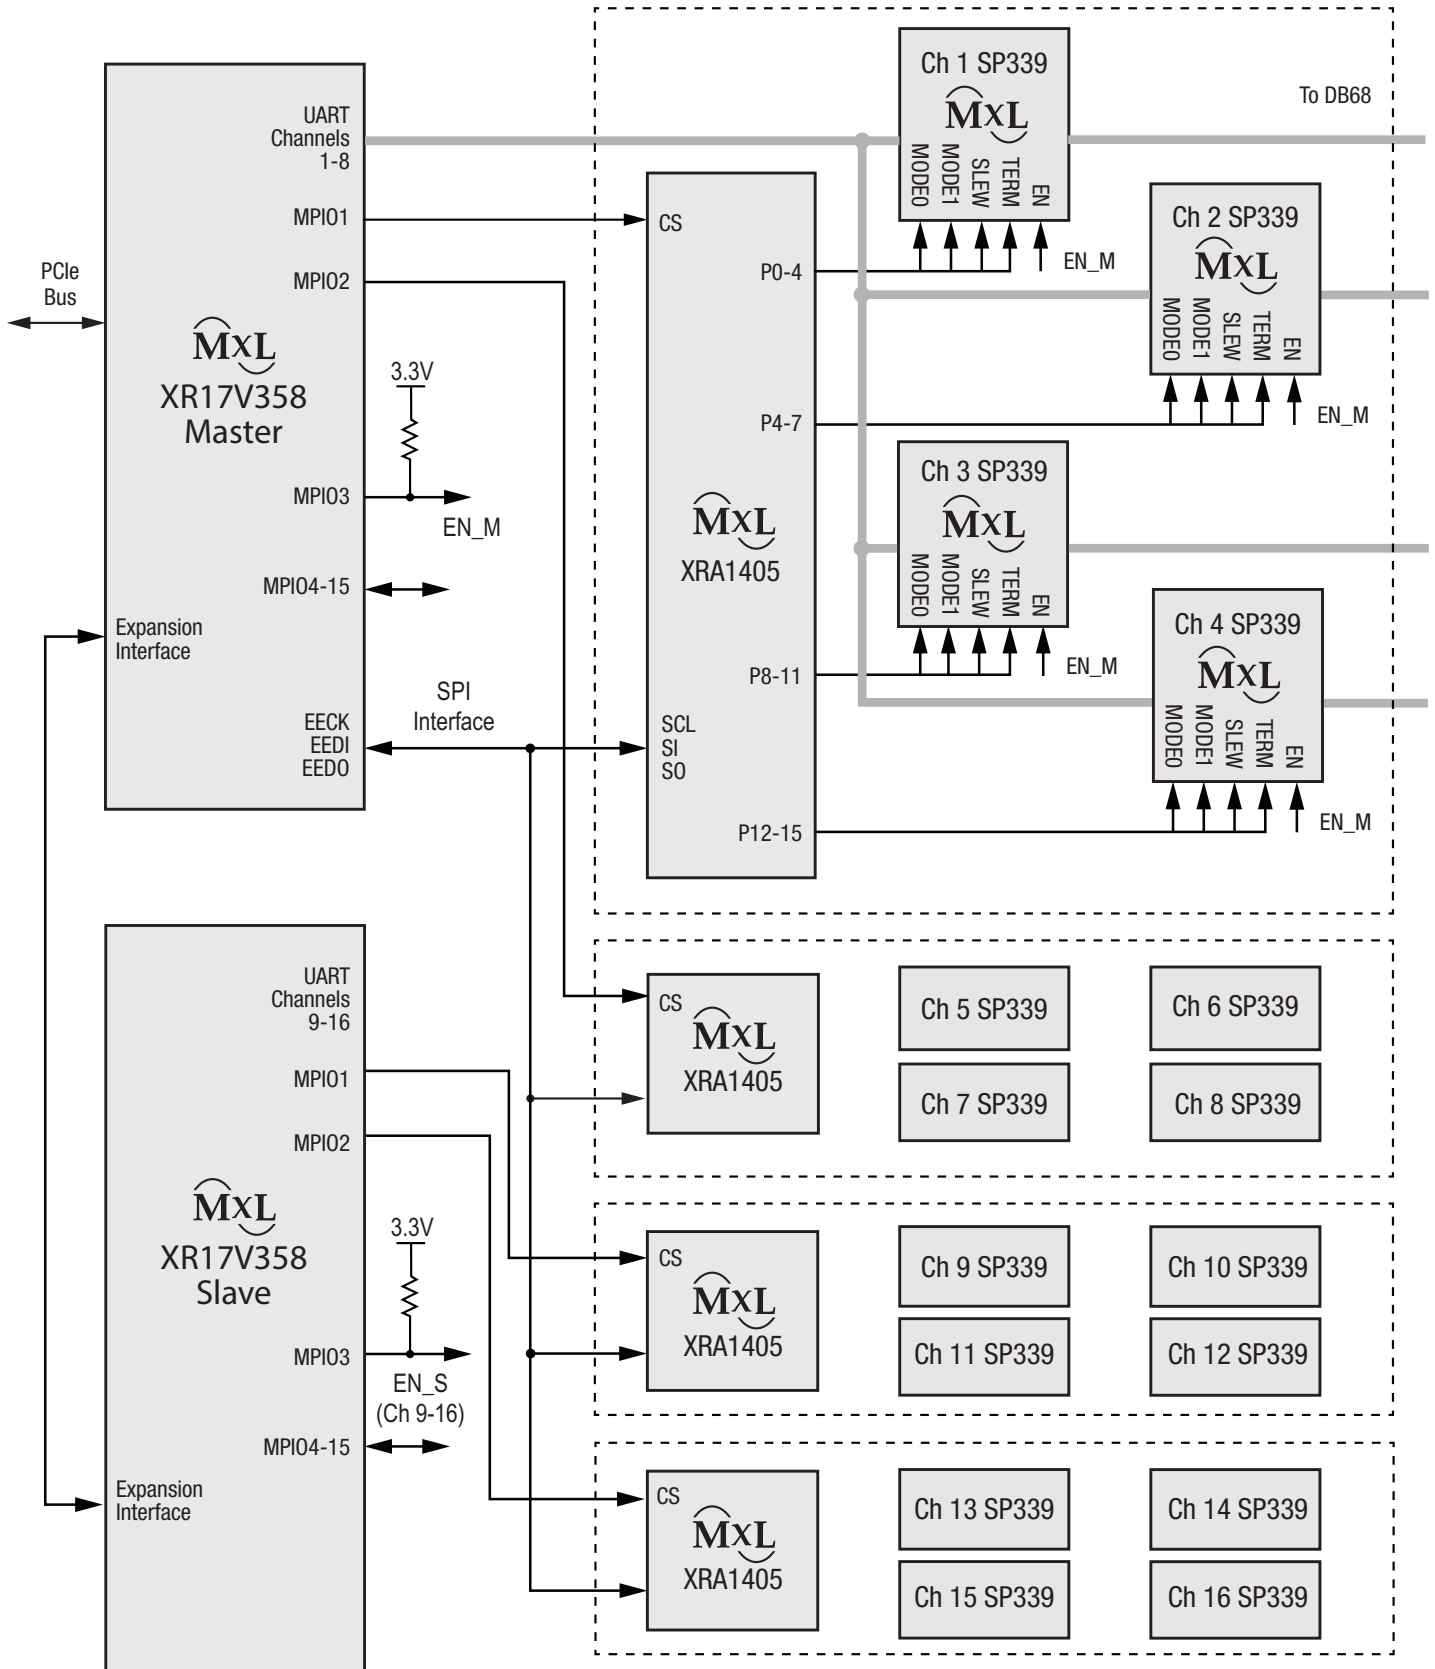 UART
Channels
1-8
MPIO1
MPIO2
PCIe
Bus
MxL
XR17V358
Master
3.3V
MPIO3
EN_M
MPIO4-15
Expansion
Interface
SPI
Interface
EECK
EEDI
EEDO
CS
P0-4
P4-7
MxL
XRA1405
P8-11
SCL
SI
SO
P12-15
Ch 1 SP339
MxL
MODE0
MODE1
SLEW
TERM
EN
EN_M
To DB68
Ch 2 SP339
MxL
MODE0
MODE1
SLEW
TERM
EN
EN_M
Ch 3 SP339
MxL
MODE0
MODE1
SLEW
TERM
EN
EN_M
Ch 4 SP339
MxL
MODE0
MODE1
SLEW
TERM
EN
EN_M
UART
Channels
9-16
MPIO1
MPIO2
MxL
XR17V358
Slave
3.3V
MPIO3
EN_S
(Ch 9-16)
MPIO4-15
Expansion
Interface
CS
MxL
XRA1405
Ch 5 SP339
Ch 6 SP339
Ch 7 SP339
Ch 8 SP339
CS
MxL
XRA1405
Ch 9 SP339
Ch 10 SP339
Ch 11 SP339
Ch 12 SP339
CS
MxL
XRA1405
Ch 13 SP339
Ch 14 SP339
Ch 15 SP339
Ch 16 SP339